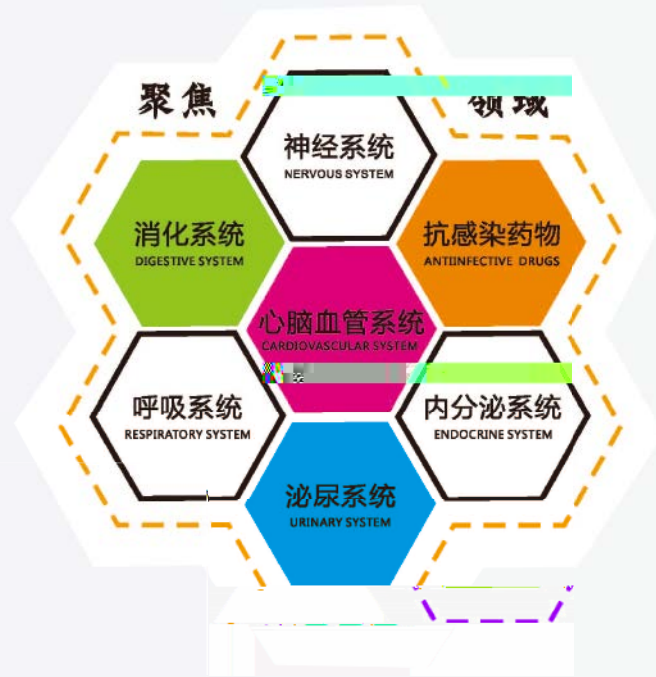 聚焦
领域
神经系统
NERVOUS SYSTEM
消化系统
DIGESTIVE SYSTEM
抗感染药物
ANTIINFECTIVE DRUGS
心脑血管系统
CARDIOVASCULAR SYSTEM
呼吸系统
RESPIRATORY SYSTEM
内分泌系统
ENDOCRINE SYSTEM
泌尿系统
URINARY SYSTEM